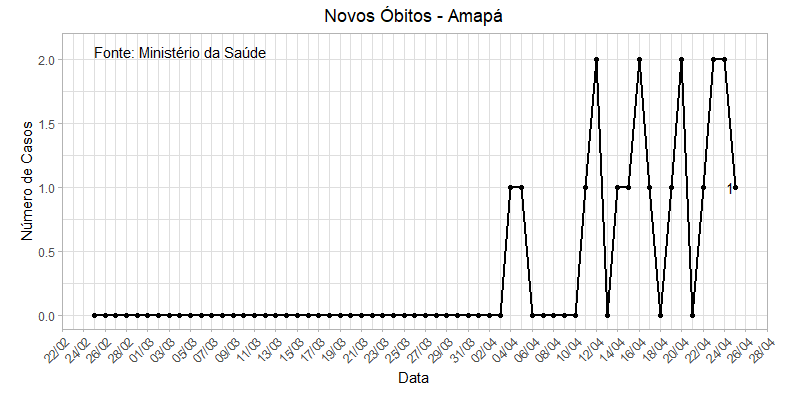 Novos Óbitos - Amapá
Fonte: Ministério da Saúde
Número de Casos
2.0
1.5
1.0
0.5
0.0
1
22/02 24/02 26/02 28/02 01/03 03/03 05/03 07/03 09/03 11/03 13/03 15/03 17/03 19/03 21/03 23/03 25/03 27/03 29/03 31/03 02/04 04/04 06/04 08/04 10/04 12/04 14/04 16/04 18/04 20/04 22/04 24/04 26/04 28/04
Data